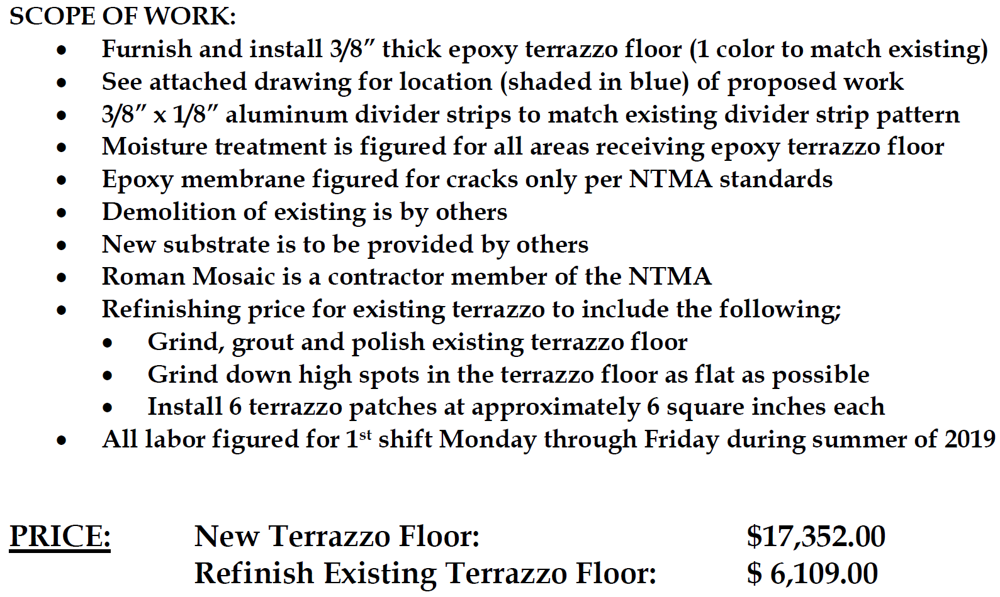 SCOPE OF WORK:
• Furnish and install 3/8” thick epoxy terrazzo floor (1 color to match existing)
• See attached drawing for location (shaded in blue) of proposed work
• 3/8” x 1/8” aluminum divider strips to match existing divider strip pattern
• Moisture treatment is figured for all areas receiving epoxy terrazzo floor
• Epoxy membrane figured for cracks only per NTMA standards
• Demolition of existing is by others
• New substrate is to be provided by others
• Roman Mosaic is a contractor member of the NTMA
• Refinishing price for existing terrazzo to include the following;
• Grind, grout and polish existing terrazzo floor
• Grind down high spots in the terrazzo floor as flat as possible
• Install 6 terrazzo patches at approximately 6 square inches each
• All labor figured for 1st shift Monday through Friday during summer of 2019
PRICE: New Terrazzo Floor: $17,352.00
Refinish Existing Terrazzo Floor: $ 6,109.00